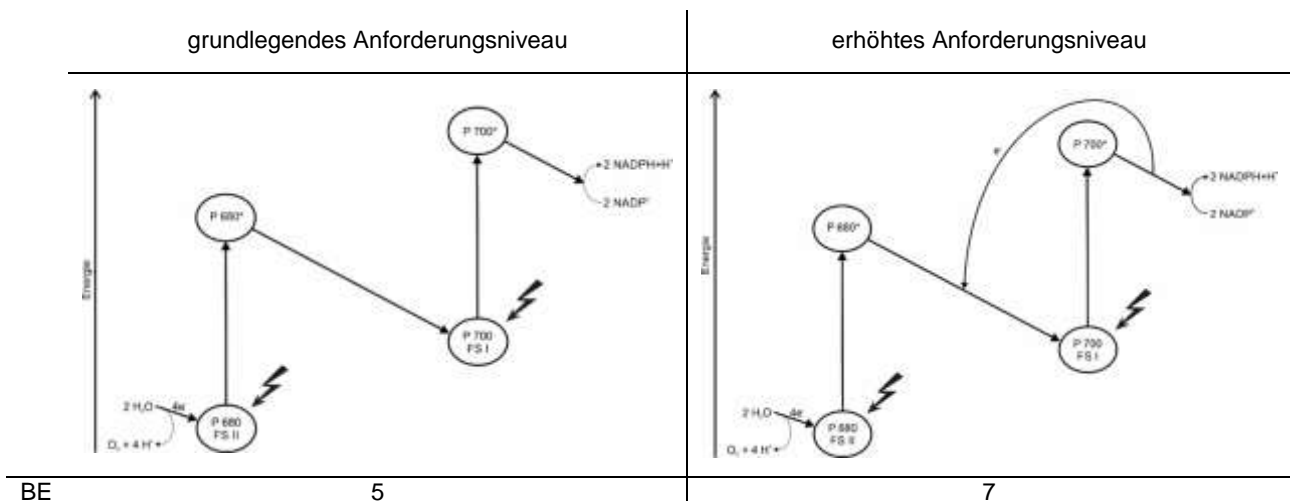 grundlegendes Anforderungsniveau
erhöhtes Anforderungsniveau
Energie
P 700*
+2 NADPH+H⁺
2 NADP⁺
P 680*
P 700
FS I
2 H₂O
4e⁻
P 680
FS II
O₂ + 4 H⁺
Energie
e⁻
P 700*
+2 NADPH+H⁺
2 NADP⁺
P 680*
P 700
FS I
2 H₂O
4e⁻
P 680
FS II
O₂ + 4 H⁺
BE
5
7